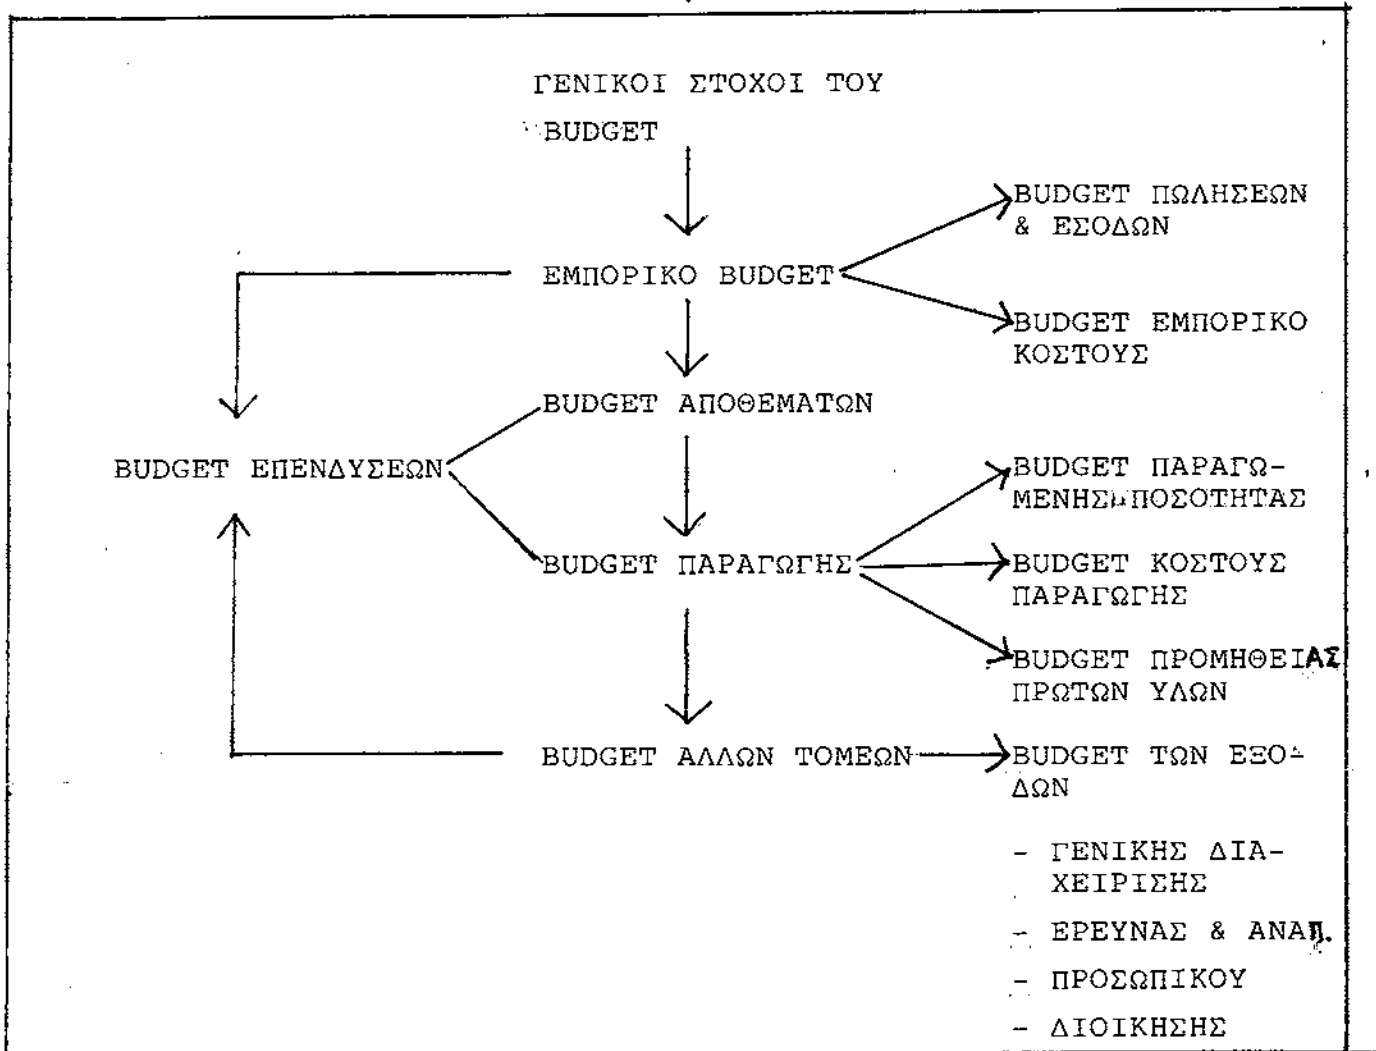 ΓΕΝΙΚΟΙ ΣΤΟΧΟΙ ΤΟΥ
BUDGET
BUDGET ΠΩΛΗΣΕΩΝ
& ΕΣΟΔΩΝ
ΕΜΠΟΡΙΚΟ BUDGET
BUDGET ΕΜΠΟΡΙΚΟ
ΚΟΣΤΟΥΣ
BUDGET ΑΠΟΘΕΜΑΤΩΝ
BUDGET ΕΠΕΝΔΥΣΕΩΝ
BUDGET ΠΑΡΑΓΩ-
ΜΕΝΗΣ ΠΟΣΟΤΗΤΑΣ
BUDGET ΠΑΡΑΓΩΓΗΣ
BUDGET ΚΟΣΤΟΥΣ
ΠΑΡΑΓΩΓΗΣ
BUDGET ΠΡΟΜΗΘΕΙΑΣ
ΠΡΩΤΩΝ ΥΛΩΝ
BUDGET ΑΛΛΩΝ ΤΟΜΕΩΝ
BUDGET ΤΩΝ ΕΞΟ-
ΔΩΝ
- ΓΕΝΙΚΗΣ ΔΙΑ-
ΧΕΙΡΙΣΗΣ
- ΕΡΕΥΝΑΣ & ΑΝΑΠ.
- ΠΡΟΣΩΠΙΚΟΥ
- ΔΙΟΙΚΗΣΗΣ